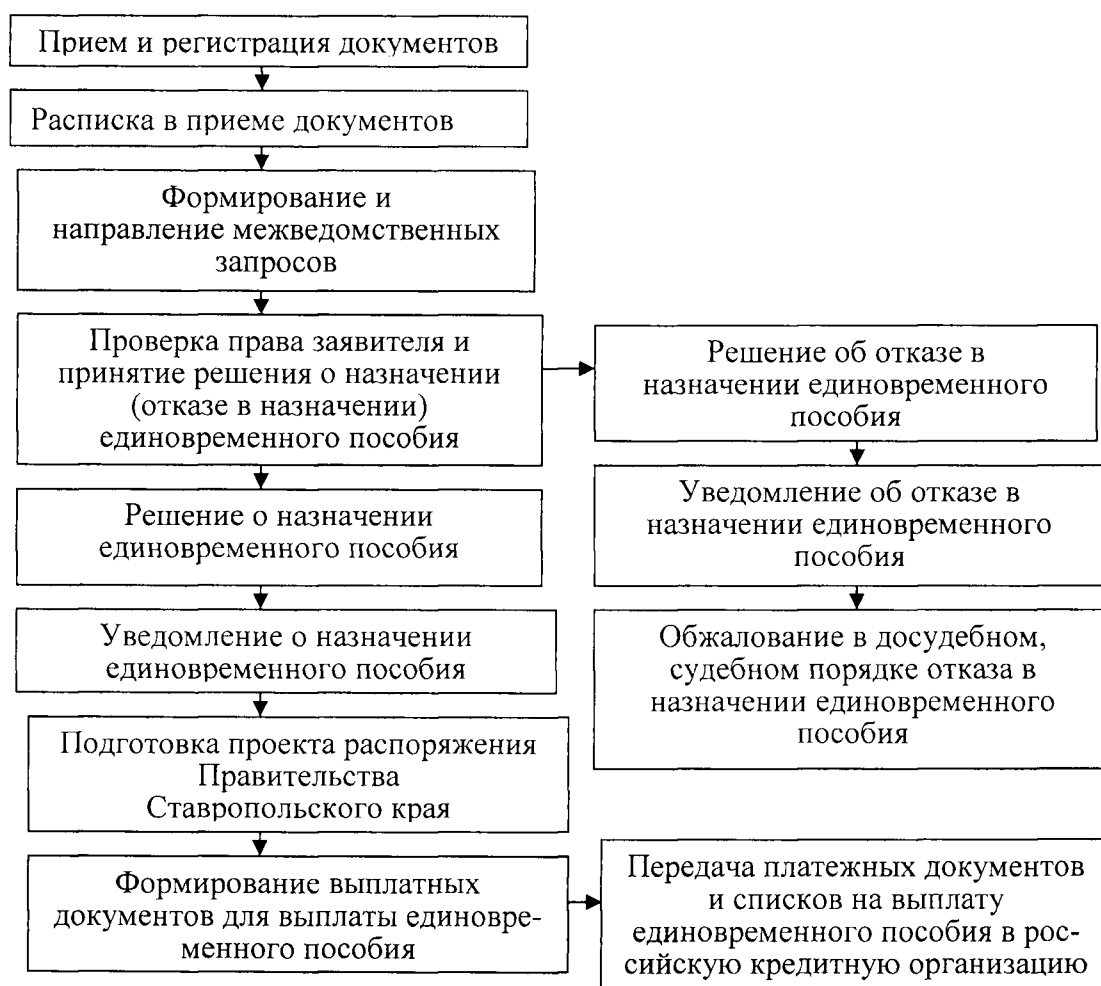 Прием и регистрация документов
Расписка в приеме документов
Формирование и
направление межведомственных
запросов
Проверка права заявителя и
принятие решения о назначении
(отказе в назначении)
единовременного пособия
Решение об отказе в
назначении единовременного
пособия
Решение о назначении
единовременного пособия
Уведомление об отказе в
назначении единовременного
пособия
Уведомление о назначении
единовременного пособия
Обжалование в досудебном,
судебном порядке отказа в
назначении единовременного
пособия
Подготовка проекта распоряжения
Правительства
Ставропольского края
Формирование выплатных
документов для выплаты единовре-
менного пособия
Передача платежных документов
и списков на выплату
единовременного пособия в рос-
сийскую кредитную организацию